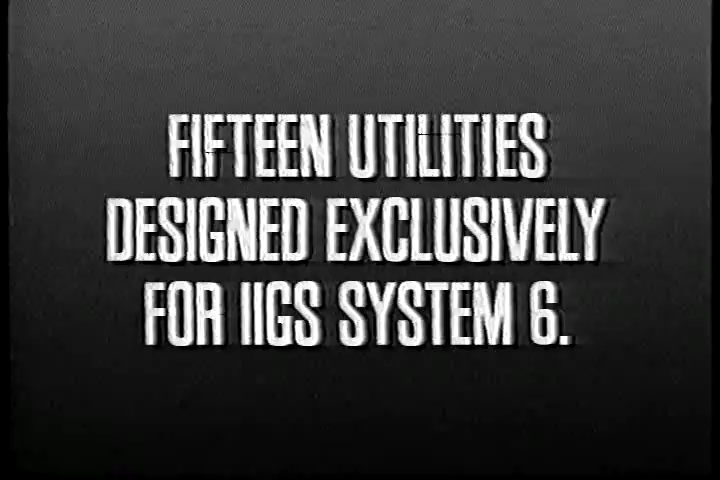 FIFTEEN UTILITIES
DESIGNED EXCLUSIVELY
FOR IIGS SYSTEM 6.